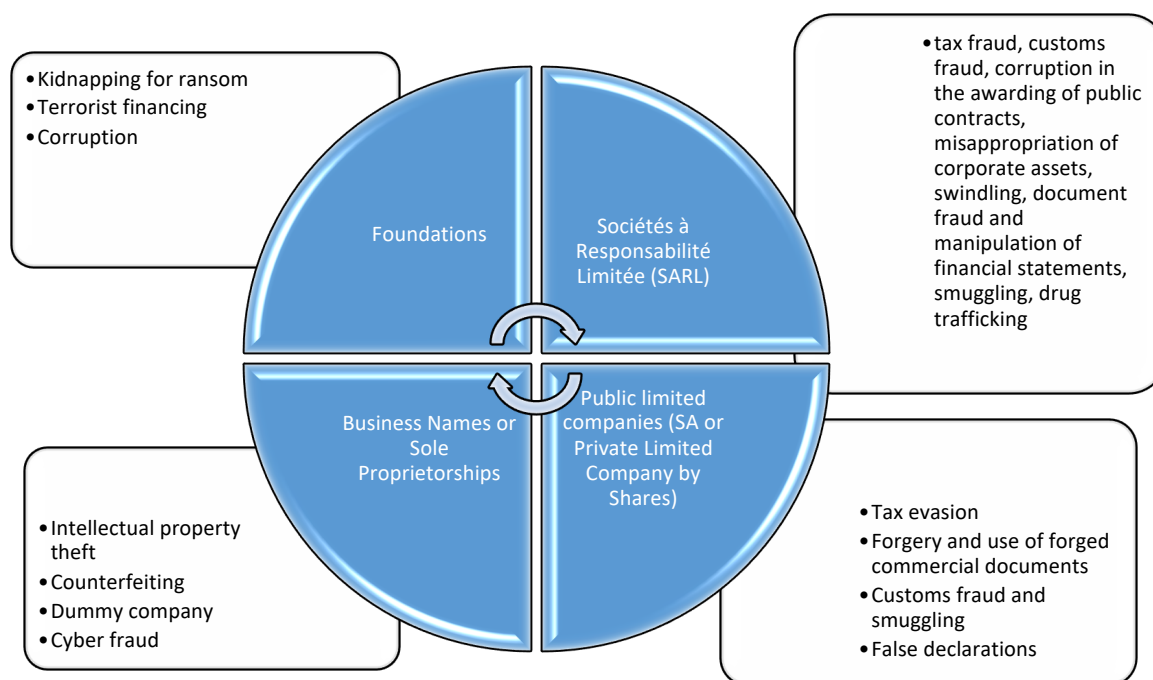 •Kidnapping for ransom
•Terrorist financing
•Corruption
•tax fraud, customs
fraud, corruption in
the awarding of public
contracts,
misappropriation of
corporate assets,
swindling, document
fraud and
manipulation of
financial statements,
smuggling, drug
trafficking
Foundations
Sociétés à
Responsabilité
Limitée (SARL)
Business Names or
Sole
Proprietorships
Public limited
companies (SA or
Private Limited
Company by
Shares)
•Intellectual property
theft
•Counterfeiting
•Dummy company
•Cyber fraud
•Tax evasion
•Forgery and use of forged
commercial documents
•Customs fraud and
smuggling
•False declarations